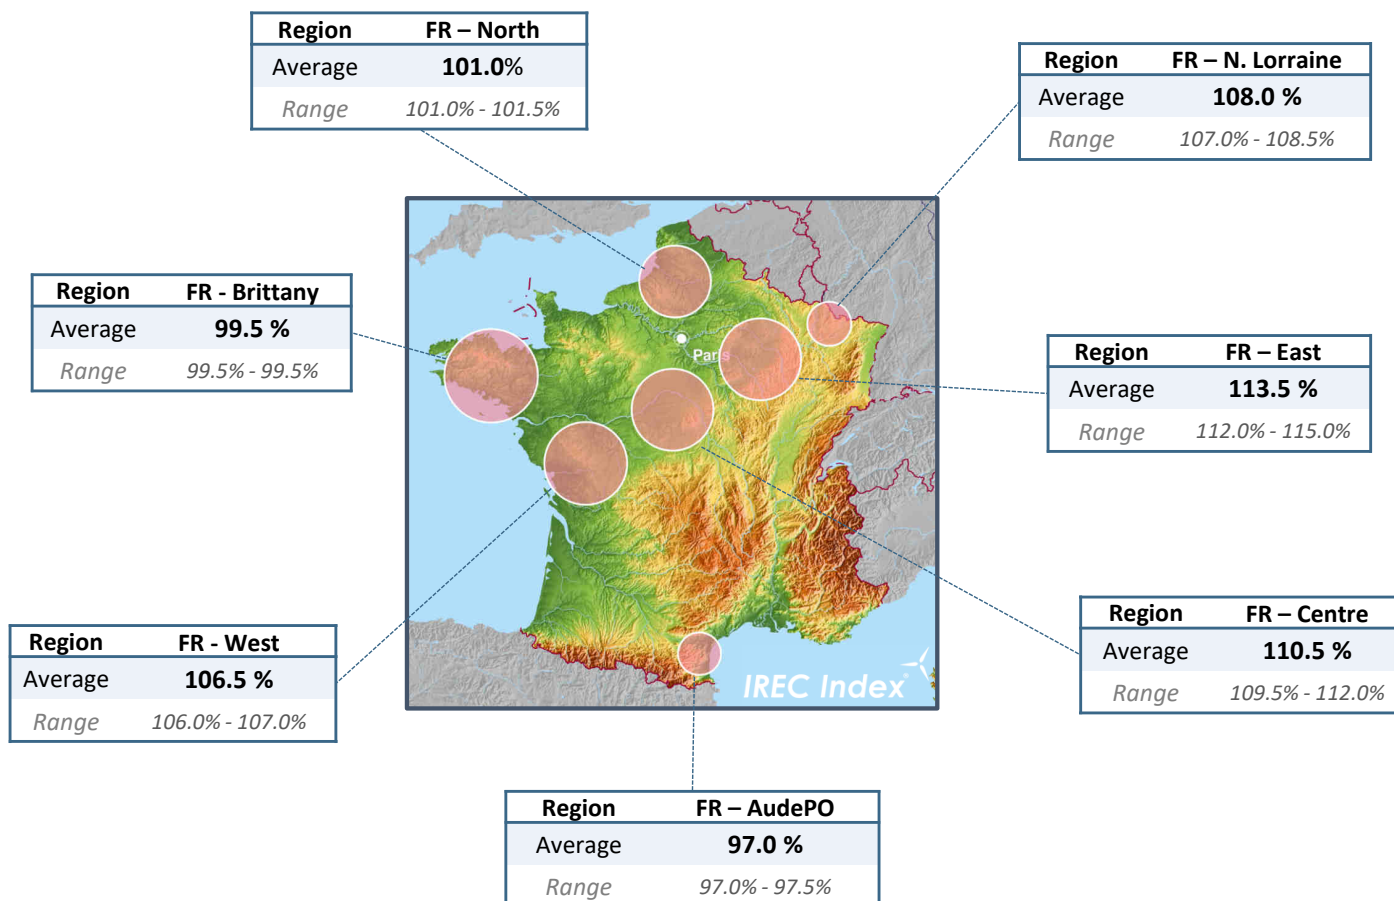 Region FR – North
Average 101.0%
Range 101.0% - 101.5%
Region FR – N. Lorraine
Average 108.0 %
Range 107.0% - 108.5%
Region FR - Brittany
Average 99.5 %
Range 99.5% - 99.5%
Paris
Region FR – East
Average 113.5 %
Range 112.0% - 115.0%
Region FR - West
Average 106.5 %
Range 106.0% - 107.0%
Region FR – Centre
Average 110.5 %
Range 109.5% - 112.0%
IREC Index®
Region FR – AudePO
Average 97.0 %
Range 97.0% - 97.5%